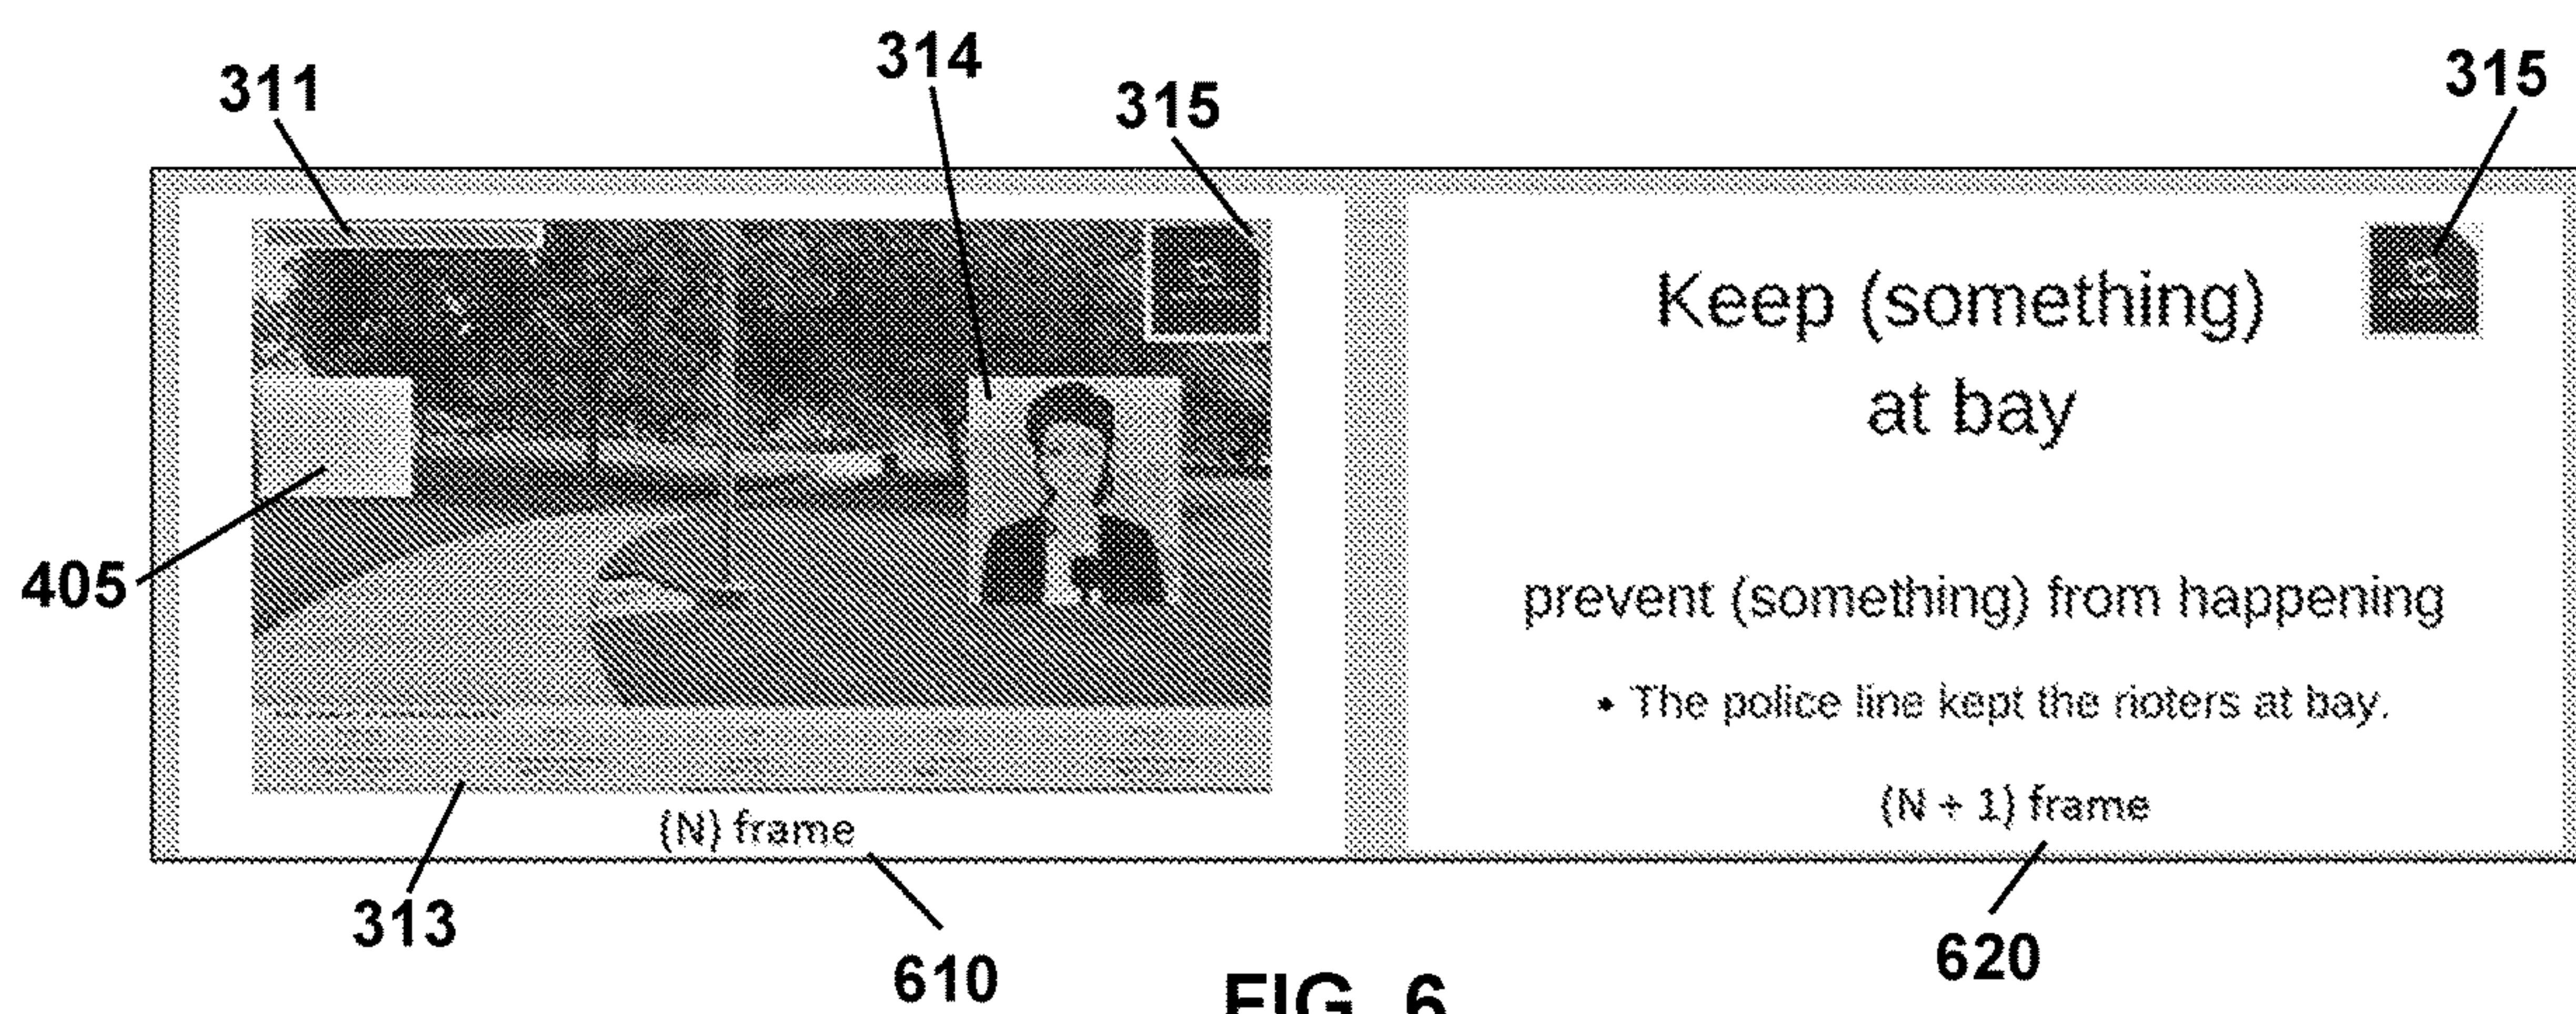 311
314
315
315
Keep (something)
at bay
405
prevent (something) from happening
• The police line kept the rioters at bay.
(N) frame
(N + 1) frame
313
610
620
FIG. 6